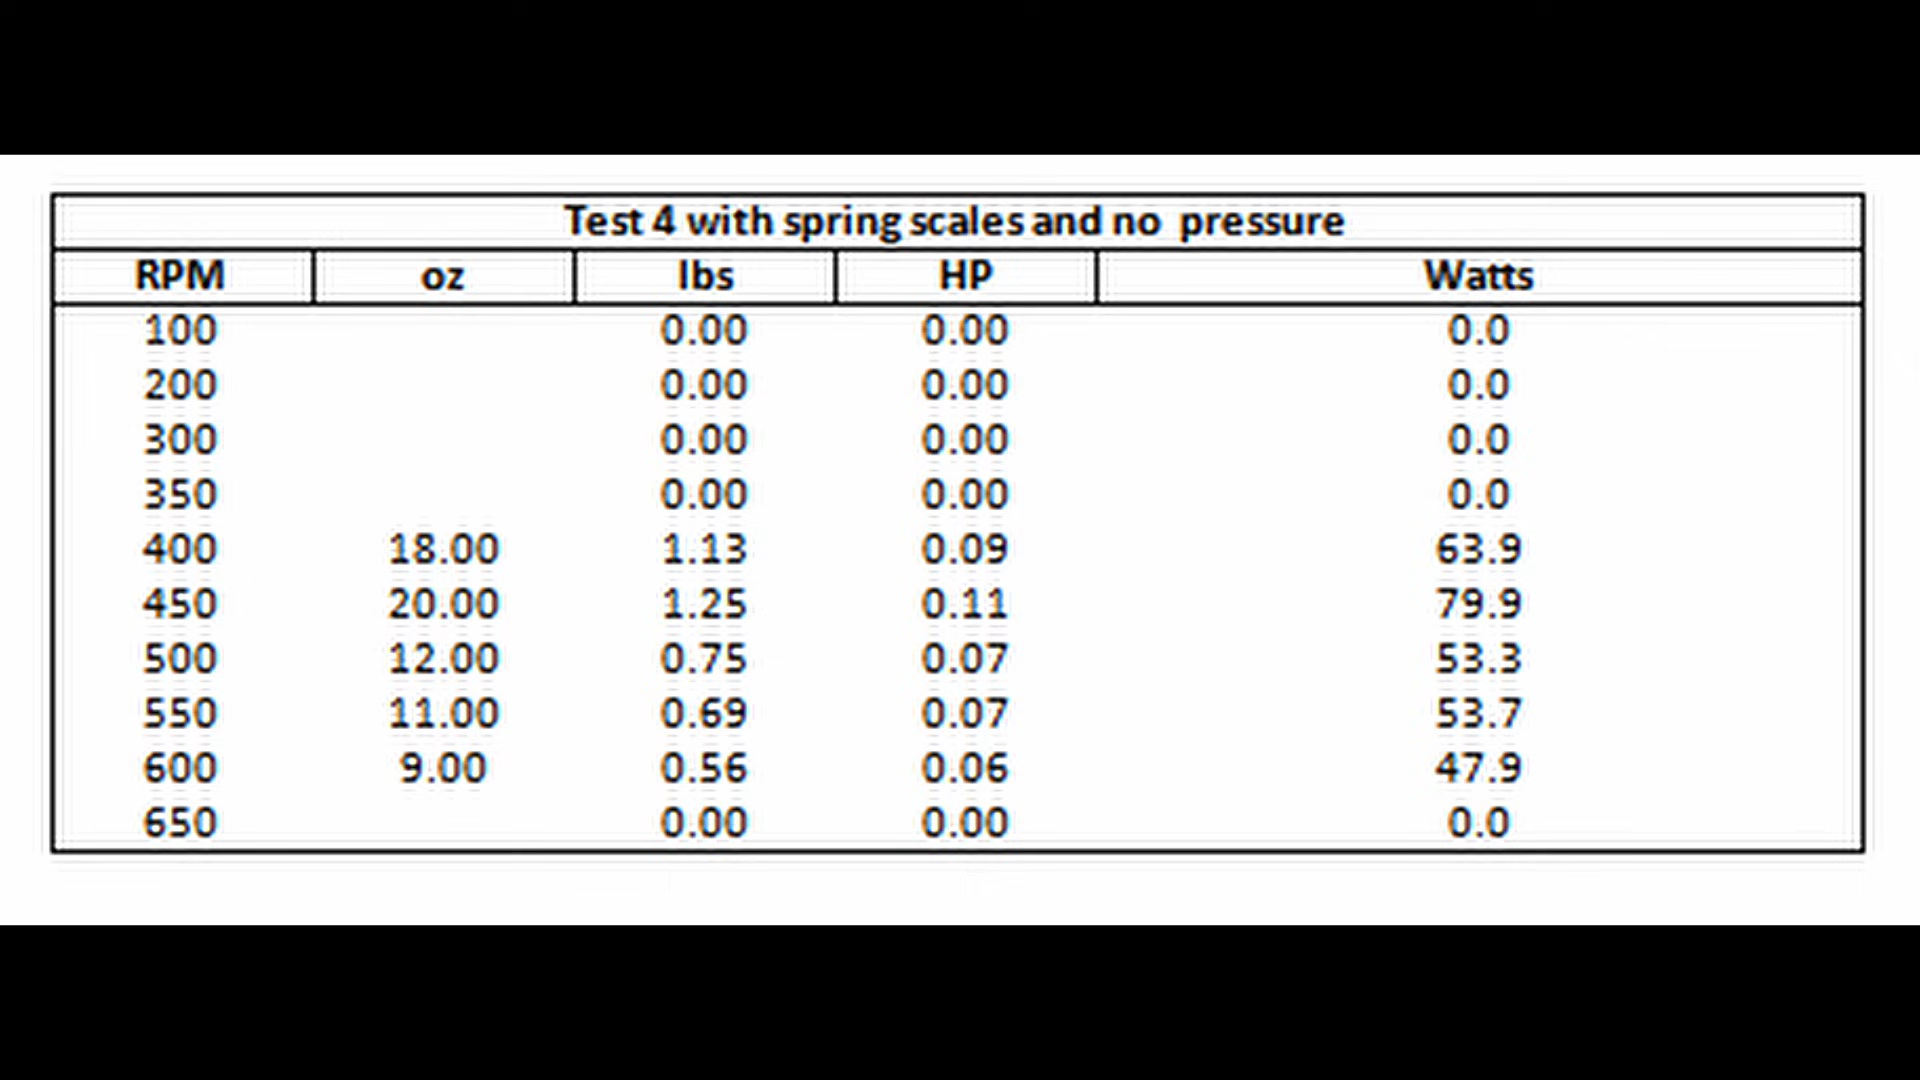 Test 4 with spring scales and no pressure
RPM oz lbs HP Watts
100 0.00 0.00 0.0
200 0.00 0.00 0.0
300 0.00 0.00 0.0
350 0.00 0.00 0.0
400 18.00 1.13 0.09 63.9
450 20.00 1.25 0.11 79.9
500 12.00 0.75 0.07 53.3
550 11.00 0.69 0.07 53.7
600 9.00 0.56 0.06 47.9
650 0.00 0.00 0.0